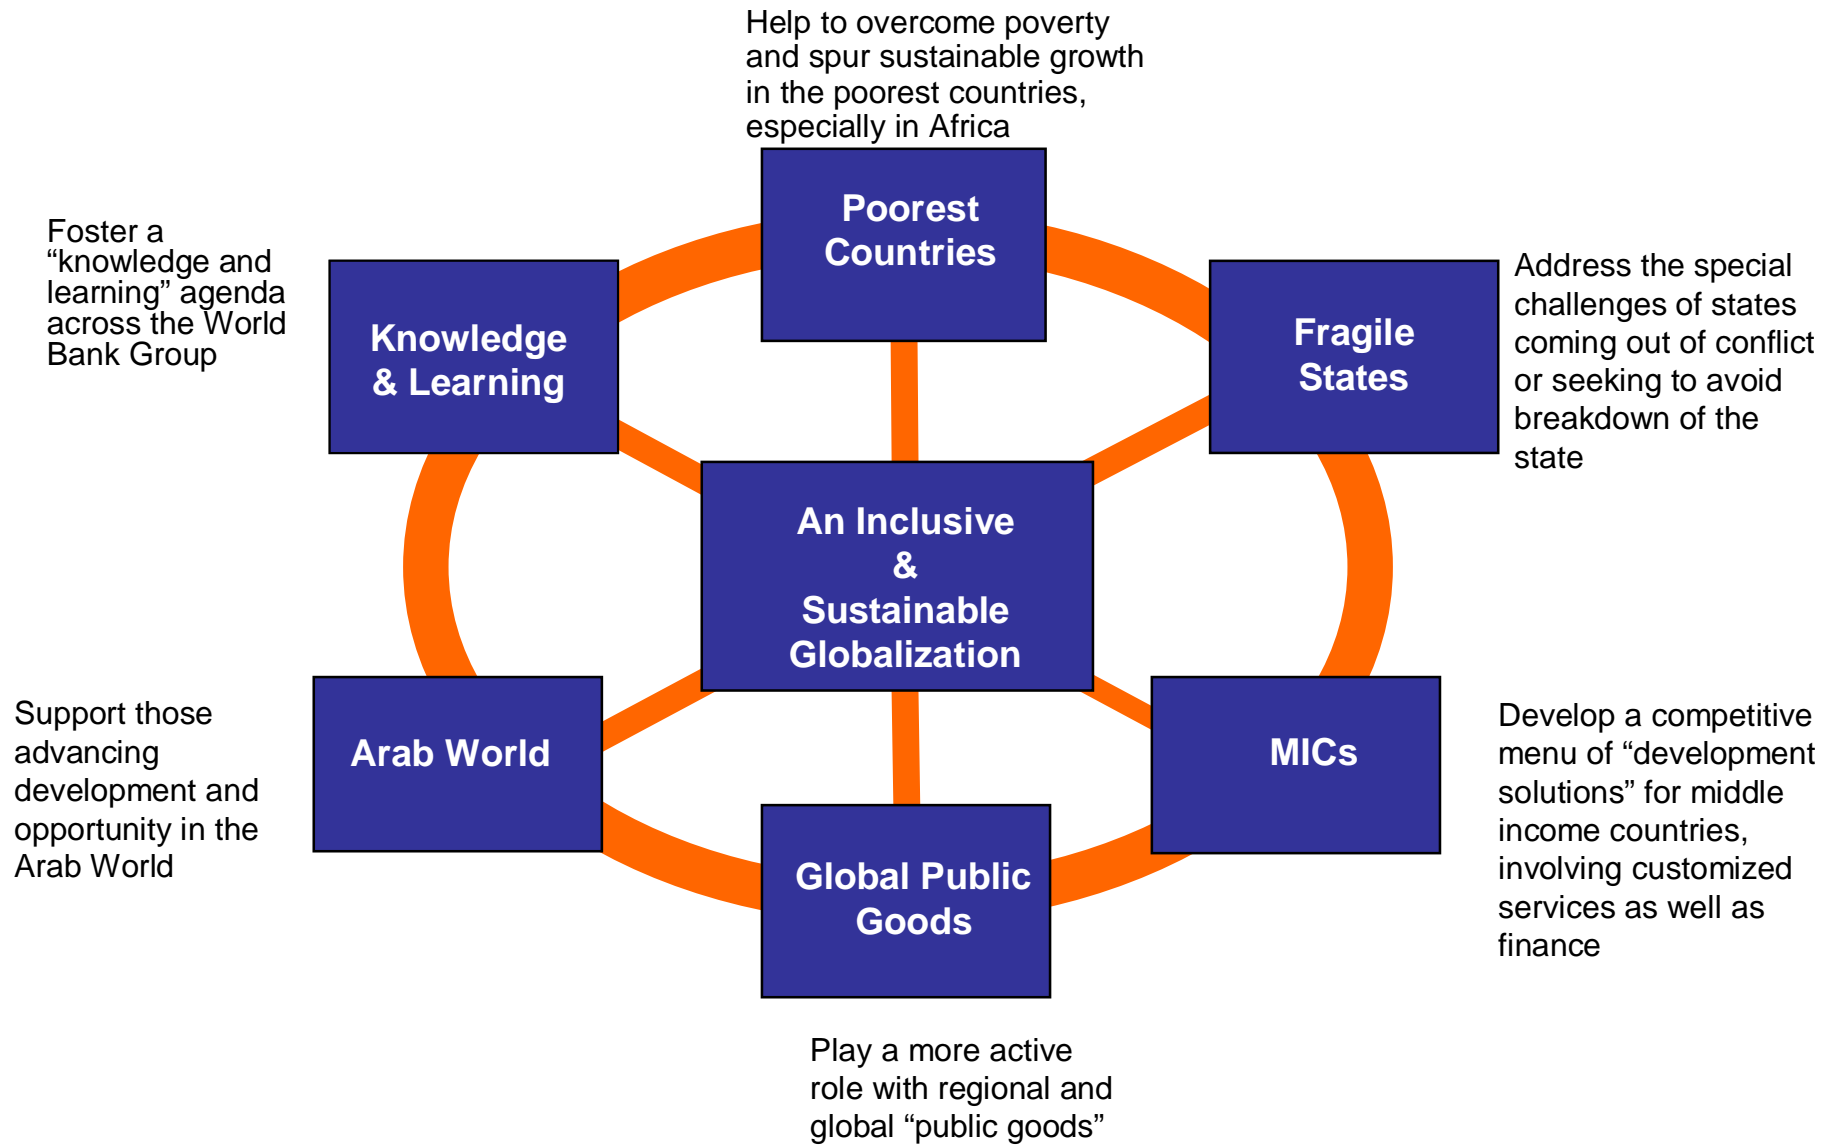 Help to overcome poverty
and spur sustainable growth
in the poorest countries,
especially in Africa
Poorest
Countries
Foster a
“knowledge and
learning” agenda
across the World
Bank Group
Knowledge
& Learning
Fragile
States
Address the special
challenges of states
coming out of conflict
or seeking to avoid
breakdown of the
state
An Inclusive
&
Sustainable
Globalization
Support those
advancing
development and
opportunity in the
Arab World
Arab World
MICs
Develop a competitive
menu of “development
solutions” for middle
income countries,
involving customized
services as well as
finance
Global Public
Goods
Play a more active
role with regional and
global “public goods”